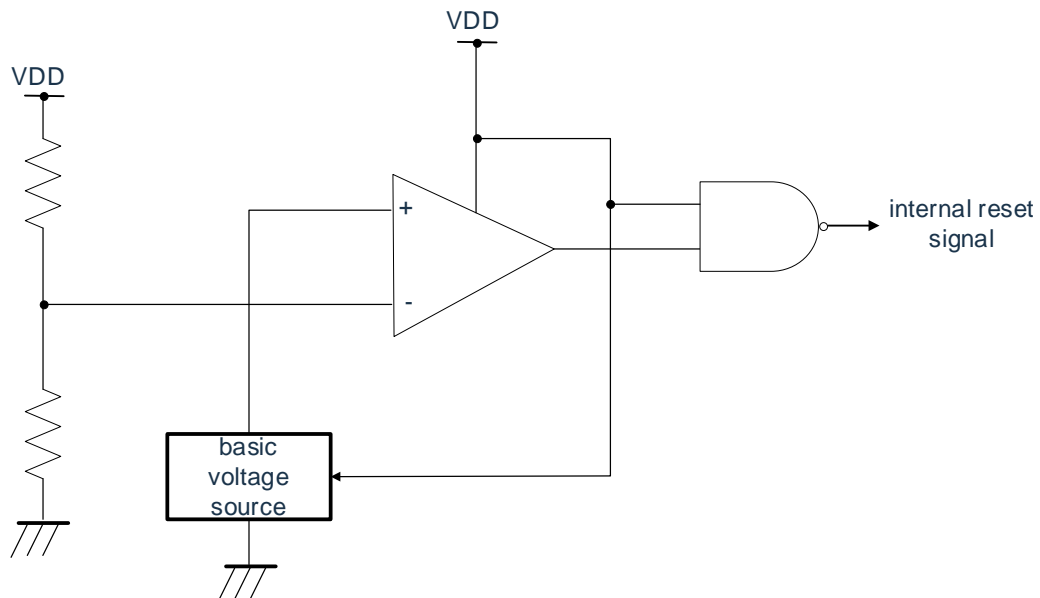 VDD
VDD
+
-
internal reset
signal
basic
voltage
source